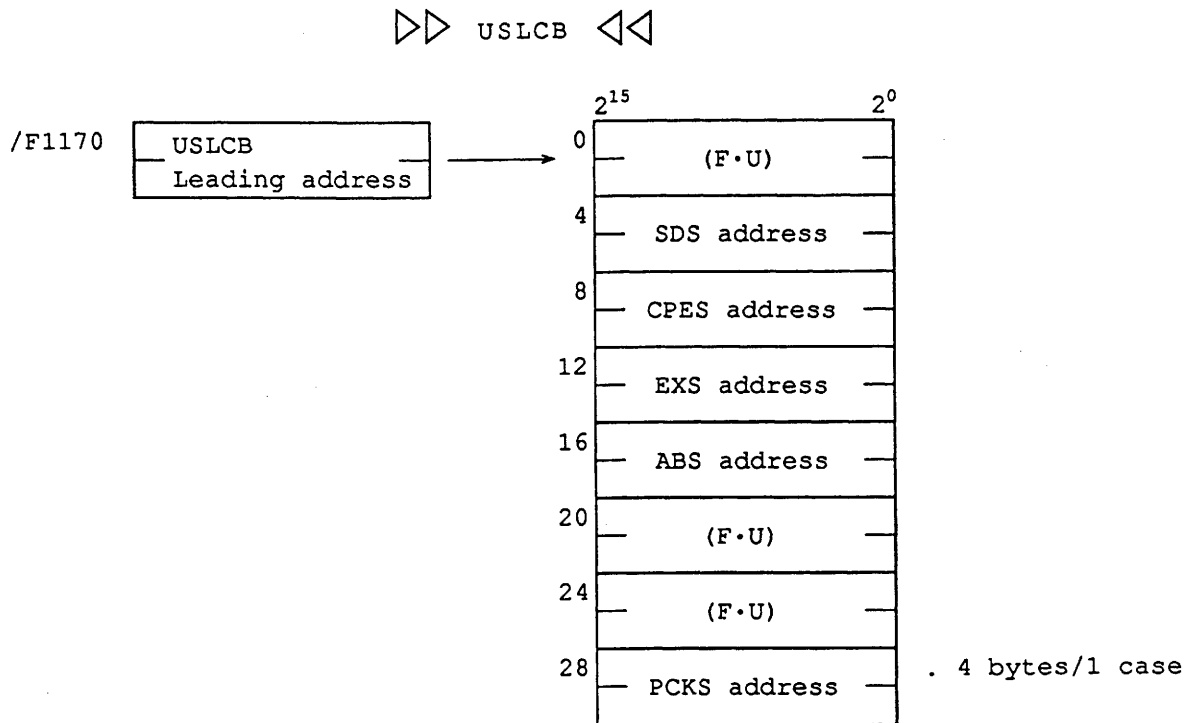 ▷▷ USLCB ◁◁
2^15 2^0
/F1170 USLCB
Leading address
0 (F·U)
4 SDS address
8 CPES address
12 EXS address
16 ABS address
20 (F·U)
24 (F·U)
28 PCKS address . 4 bytes/1 case